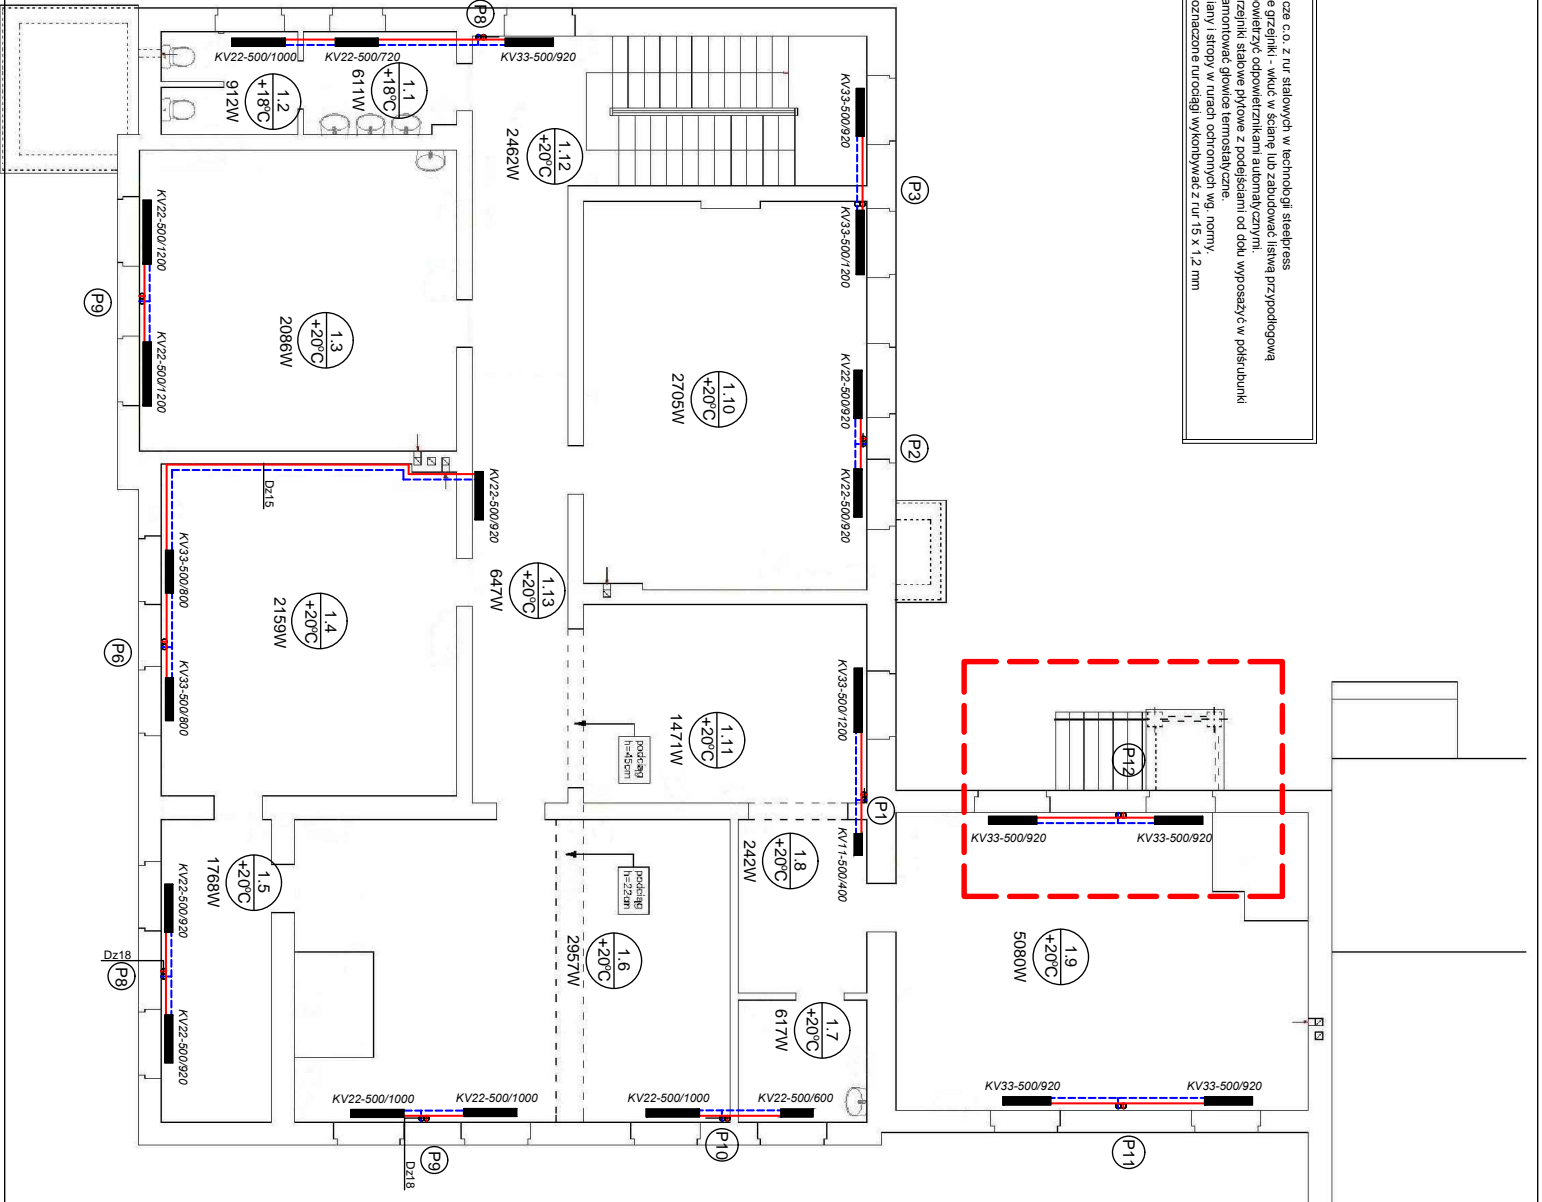 cze c.o. z rur stalowych w technologii steelpress
e grzejniki - wkuć w ścianę lub zabudować listwą przypodłogową
powietrzyć odpowietrznikami automatycznymi.
rzejniki stalowe płytowe z podejściami od dołu wyposażyć w półśrubunki
amontować głowice termostatyczne.
iany i stropy w rurach ochronnych wg. normy.
oznaczone rurociągi wykonbywać z rur 15 x 1,2 mm
P8
KV22-500/1000
KV22-500/720
KV33-500/920
1.2
+18°C
912W
1.1
+18°C
611W
1.12
+20°C
2462W
KV33-500/920
P3
KV33-500/1200
KV22-500/1200
P9
KV22-500/1200
1.3
+20°C
2086W
1.10
+20°C
2705W
KV22-500/920
P2
KV22-500/920
Dz15
KV22-500/920
KV33-500/800
P6
KV33-500/800
1.4
+20°C
2159W
1.13
+20°C
647W
podciąg
h=45cm
1.11
+20°C
1471W
KV33-500/1200
P1
KV11-500/400
P12
KV33-500/920
KV33-500/920
1.5
+20°C
1768W
KV22-500/920
Dz18
P8
KV22-500/920
podciąg
h=22cm
1.6
+20°C
2957W
1.8
+20°C
242W
1.7
+20°C
617W
1.9
+20°C
5080W
KV22-500/1000
KV22-500/1000
KV22-500/1000
KV22-500/600
KV33-500/920
KV33-500/920
Dz18
P9
P10
P11